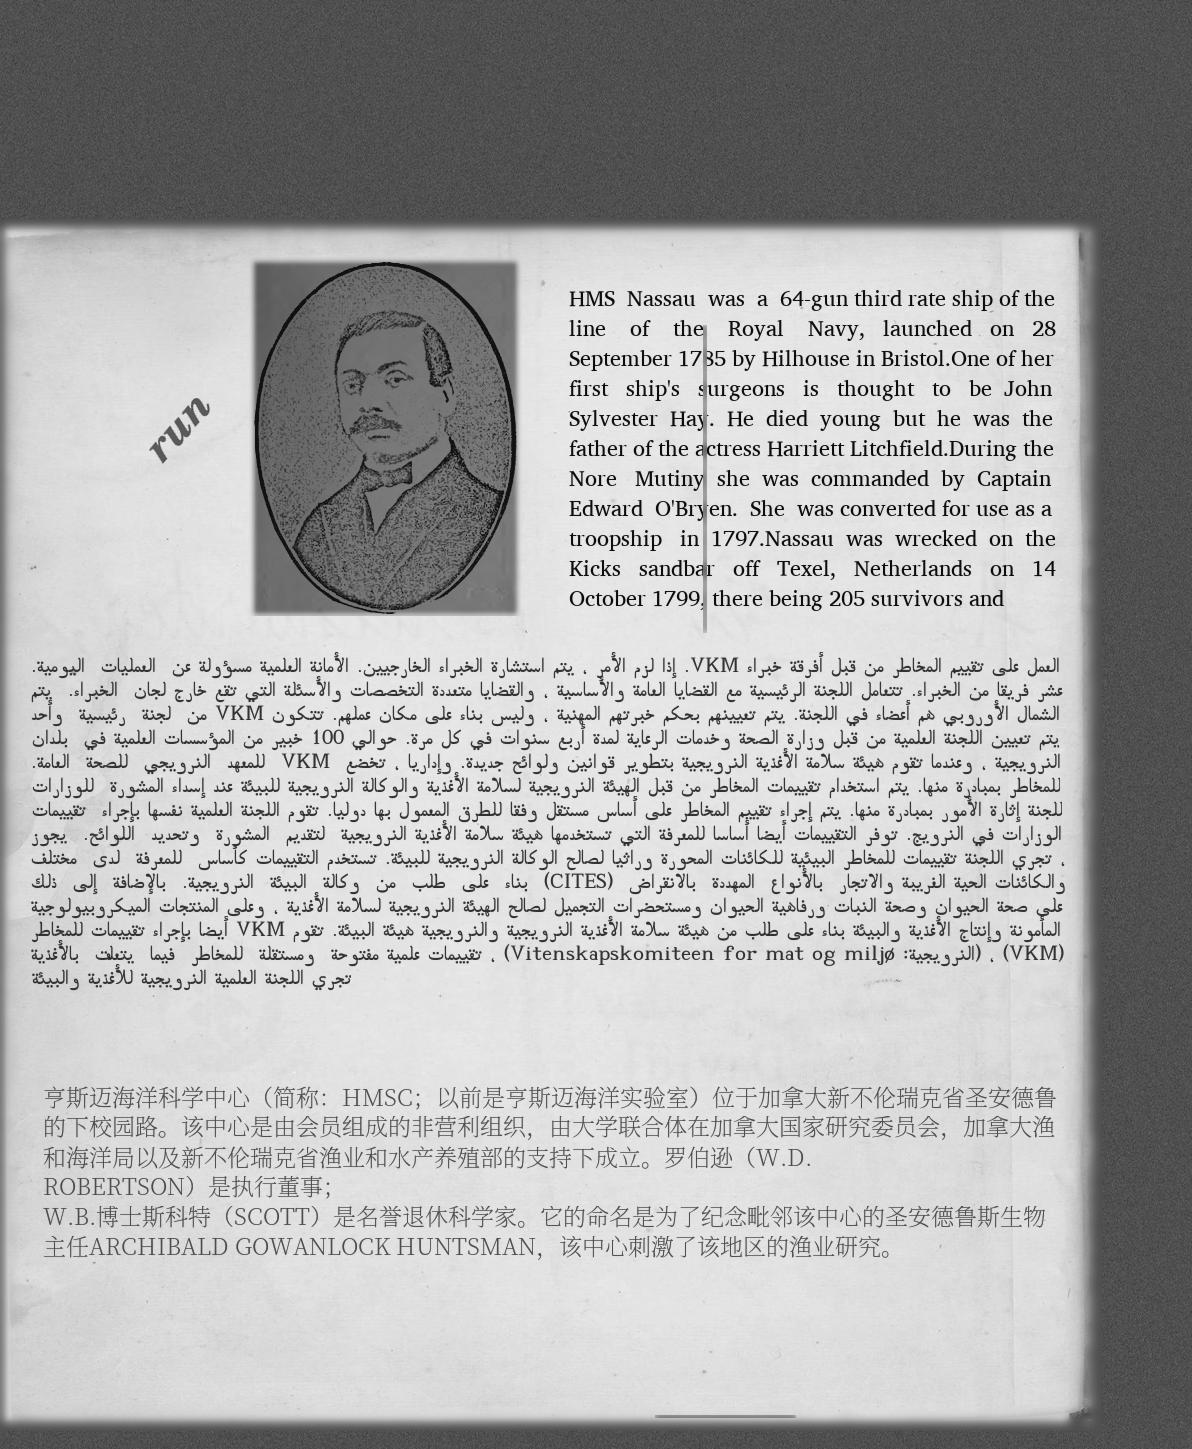 run
HMS Nassau was a 64-gun third rate ship of the
line of the Royal Navy, launched on 28
September 1785 by Hilhouse in Bristol.One of her
first ship's surgeons is thought to be John
Sylvester Hay. He died young but he was the
father of the actress Harriett Litchfield.During the
Nore Mutiny she was commanded by Captain
Edward O'Bryen. She was converted for use as a
troopship in 1797.Nassau was wrecked on the
Kicks sandbar off Texel, Netherlands on 14
October 1799, there being 205 survivors and
العمل على تقييم المخاطر من قبل أفرقة خبراء VKM. إذا لزم الأمر ، يتم استشارة الخبراء الخارجيين. الأمانة العلمية مسؤولة عن العمليات اليومية.
عشر فريقا من الخبراء. تتعامل اللجنة الرئيسية مع القضايا العامة والأساسية ، والقضايا متعددة التخصصات والأسئلة التي تقع خارج لجان الخبراء. يتم
الشمال الأوروبي هم أعضاء في اللجنة. يتم تعيينهم بحكم خبرتهم المهنية ، وليس بناء على مكان عملهم. تتكون VKM من لجنة رئيسية وأحد
يتم تعيين اللجنة العلمية من قبل وزارة الصحة وخدمات الرعاية لمدة أربع سنوات في كل مرة. حوالي 100 خبير من المؤسسات العلمية في بلدان
النرويجية ، وعندما تقوم هيئة سلامة الأغذية النرويجية بتطوير قوانين ولوائح جديدة. وإداريا ، تخضع VKM للمعهد النرويجي للصحة العامة.
للمخاطر بمبادرة منها. يتم استخدام تقييمات المخاطر من قبل الهيئة النرويجية لسلامة الأغذية والوكالة النرويجية للبيئة عند إسداء المشورة للوزارات
للجنة إثارة الأمور بمبادرة منها. يتم إجراء تقييم المخاطر على أساس مستقل وفقا للطرق المعمول بها دوليا. تقوم اللجنة العلمية نفسها بإجراء تقييمات
الوزارات في النرويج. توفر التقييمات أيضا أساسا للمعرفة التي تستخدمها هيئة سلامة الأغذية النرويجية لتقديم المشورة وتحديد اللوائح. يجوز
، تجري اللجنة تقييمات للمخاطر البيئية للكائنات المحورة وراثيا لصالح الوكالة النرويجية للبيئة. تستخدم التقييمات كأساس للمعرفة لدى مختلف
والكائنات الحية الغريبة والاتجار بالأنواع المهددة بالانقراض (CITES) بناء على طلب من وكالة البيئة النرويجية. بالإضافة إلى ذلك
على صحة الحيوان وصحة النبات ورفاهية الحيوان ومستحضرات التجميل لصالح الهيئة النرويجية لسلامة الأغذية ، وعلى المنتجات الميكروبيولوجية
المأمونة وإنتاج الأغذية والبيئة بناء على طلب من هيئة سلامة الأغذية النرويجية والنرويجية هيئة البيئة. تقوم VKM أيضا بإجراء تقييمات للمخاطر
(VKM) ، (النرويجية: Vitenskapskomiteen for mat og miljø) ، تقييمات علمية مفتوحة ومستقلة للمخاطر فيما يتعلق بالأغذية
تجري اللجنة العلمية النرويجية للأغذية والبيئة
亨斯迈海洋科学中心（简称：HMSC；以前是亨斯迈海洋实验室）位于加拿大新不伦瑞克省圣安德鲁
的下校园路。该中心是由会员组成的非营利组织，由大学联合体在加拿大国家研究委员会，加拿大渔
和海洋局以及新不伦瑞克省渔业和水产养殖部的支持下成立。罗伯逊（W.D.
ROBERTSON）是执行董事；
W.B.博士斯科特（SCOTT）是名誉退休科学家。它的命名是为了纪念毗邻该中心的圣安德鲁斯生物
主任ARCHIBALD GOWANLOCK HUNTSMAN，该中心刺激了该地区的渔业研究。